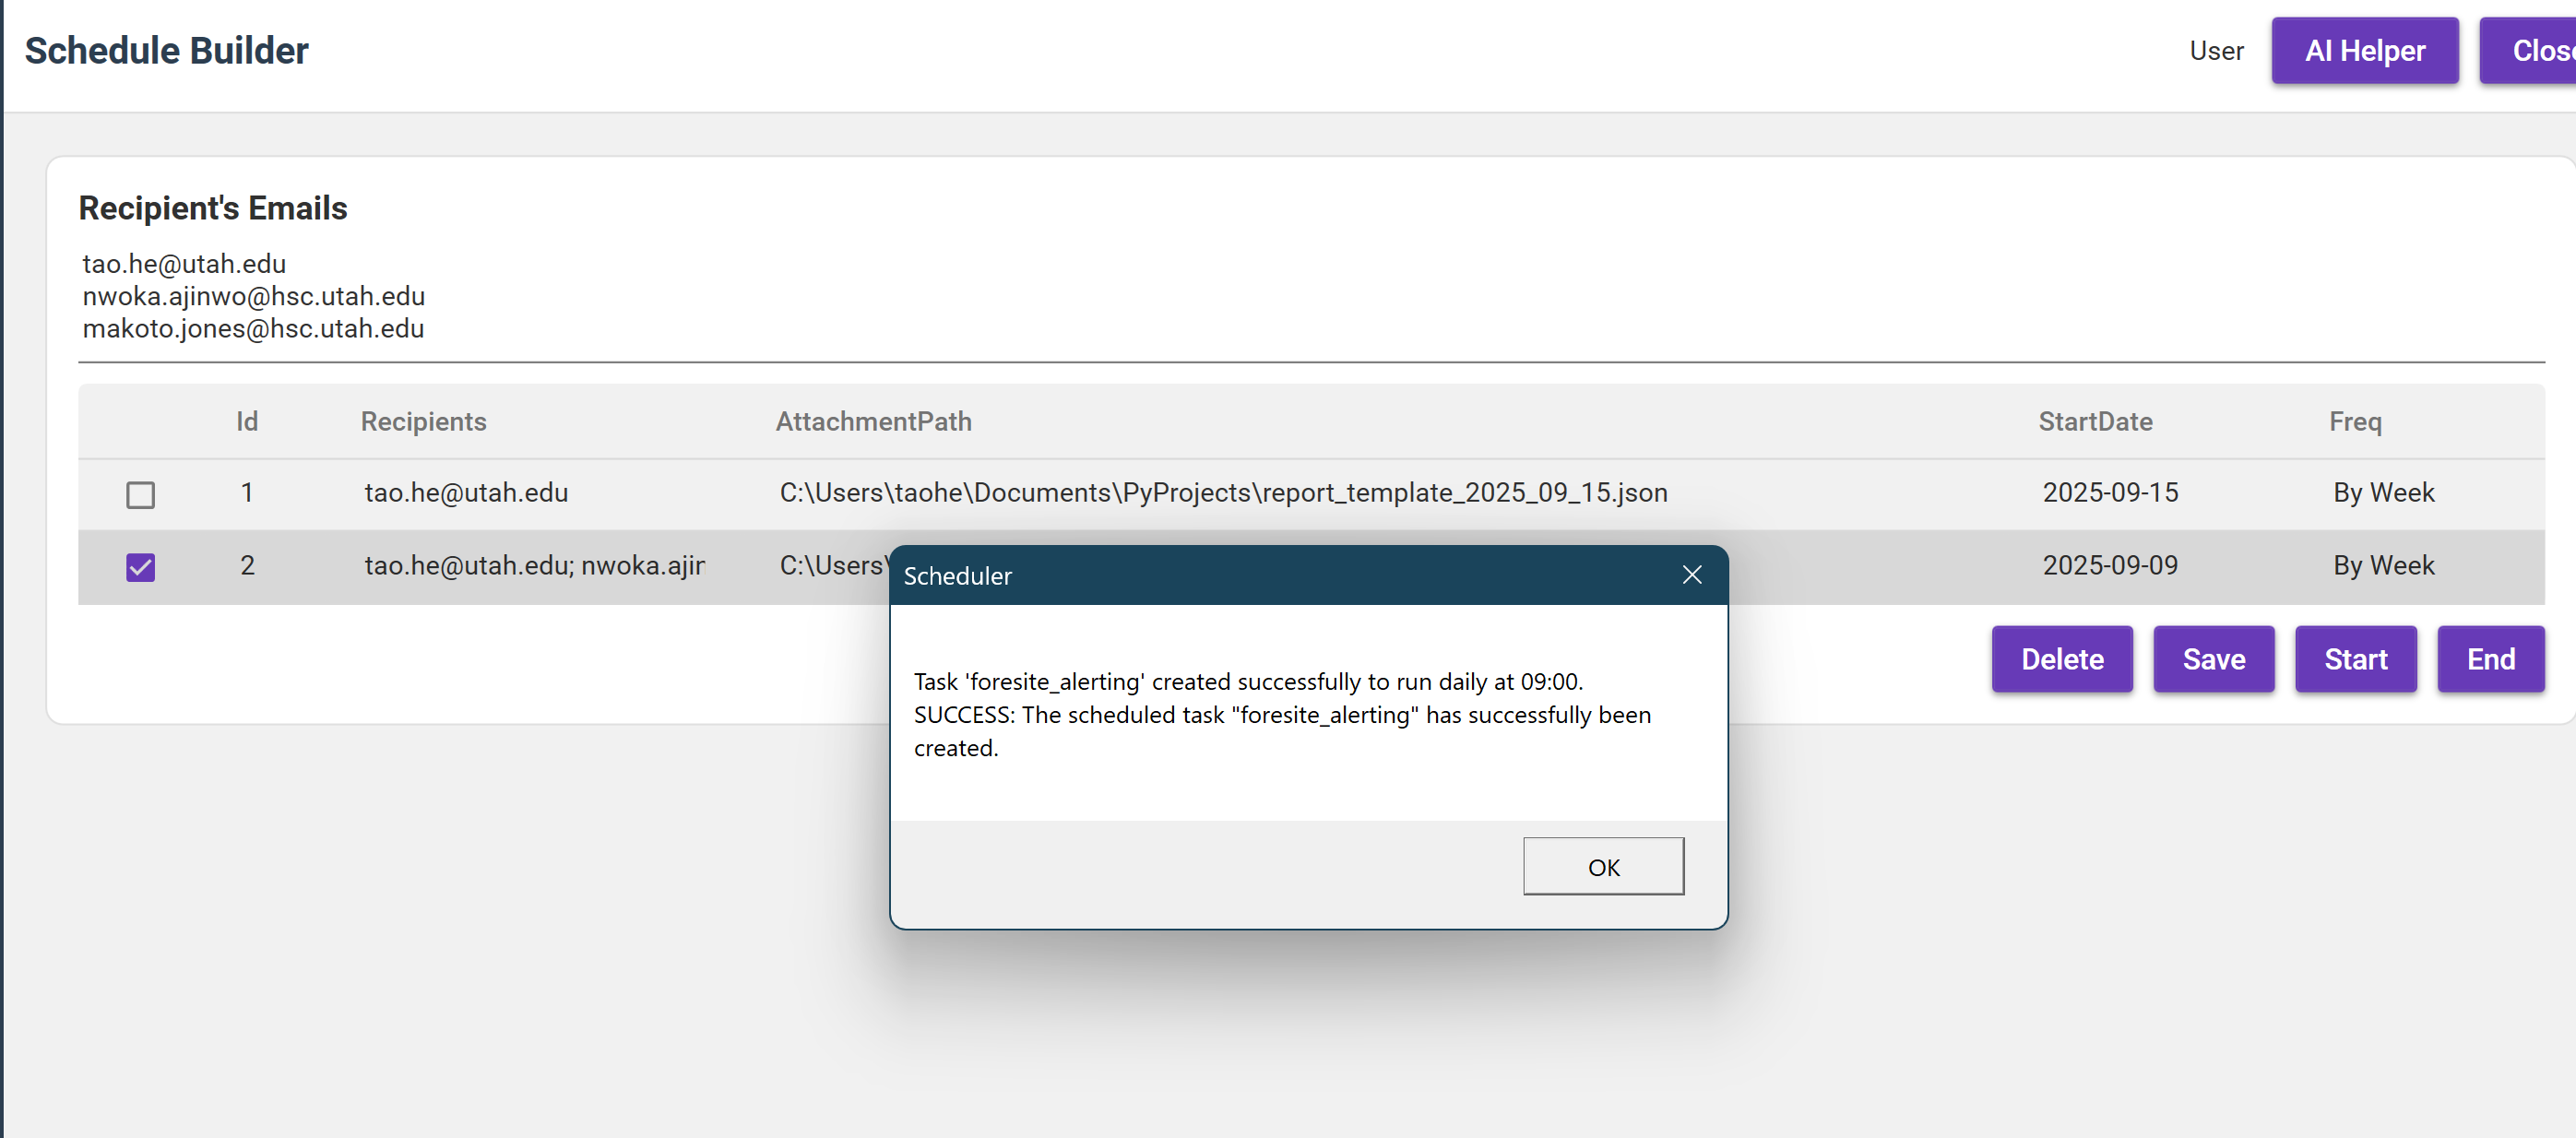 Schedule Builder
User
AI Helper
Recipient's Emails
tao.he@utah.edu
nwoka.ajinwo@hsc.utah.edu
makoto.jones@hsc.utah.edu
Id Recipients AttachmentPath StartDate Freq
1 tao.he@utah.edu C:\Users\taohe\Documents\PyProjects\report_template_2025_09_15.json 2025-09-15 By Week
2 tao.he@utah.edu; nwoka.ajin C:\Users\ 2025-09-09 By Week
Delete Save Start End
Scheduler
Task 'foresite_alerting' created successfully to run daily at 09:00.
SUCCESS: The scheduled task "foresite_alerting" has successfully been
created.
OK